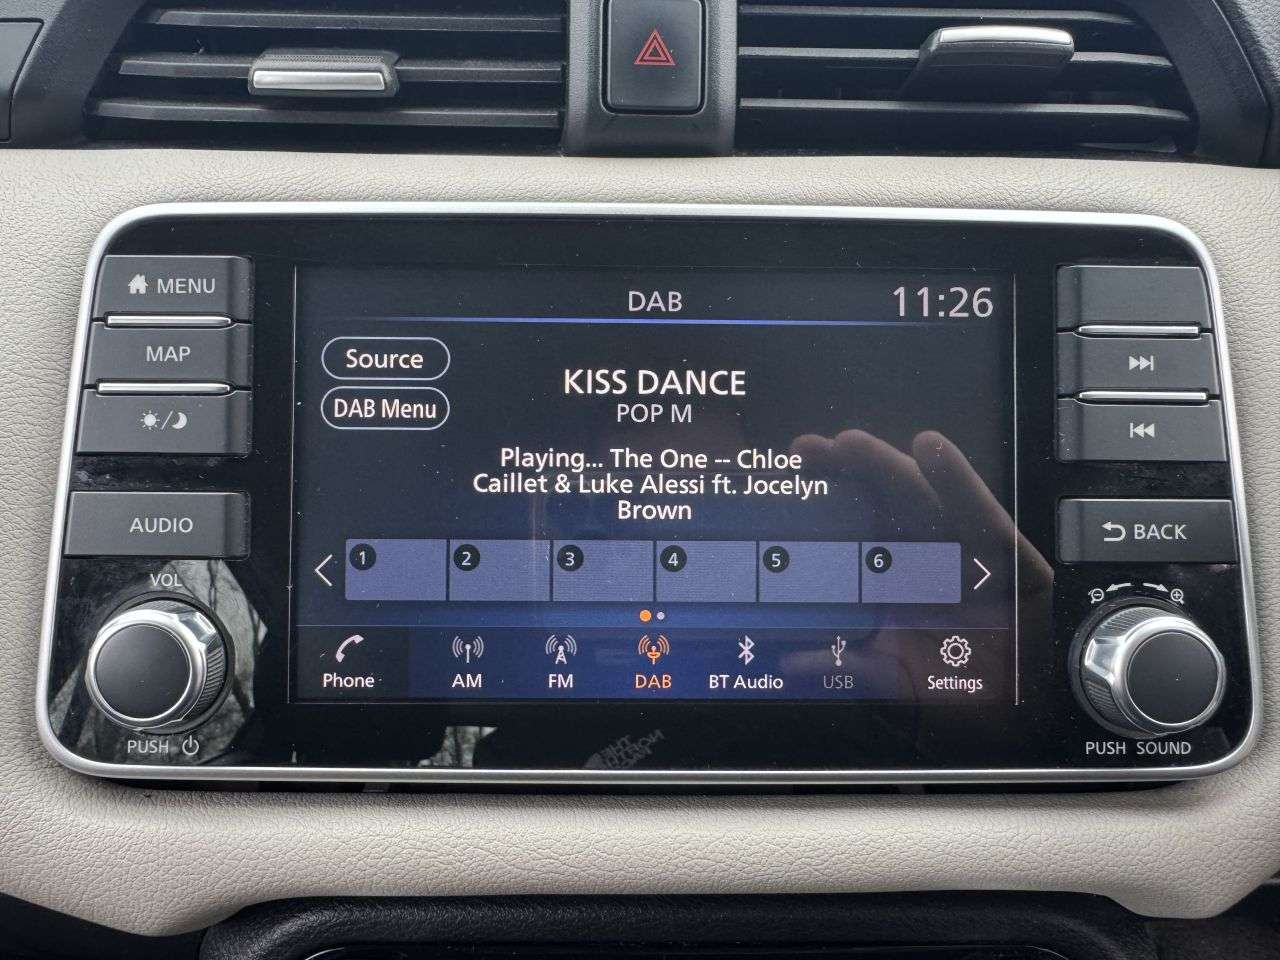 MENU
MAP
AUDIO
VOL
PUSH
DAB
11:26
Source
DAB Menu
KISS DANCE
POP M
Playing... The One -- Chloe
Caillet & Luke Alessi ft. Jocelyn
Brown
1 2 3 4 5 6
Phone AM FM DAB BT Audio USB Settings
BACK
PUSH SOUND